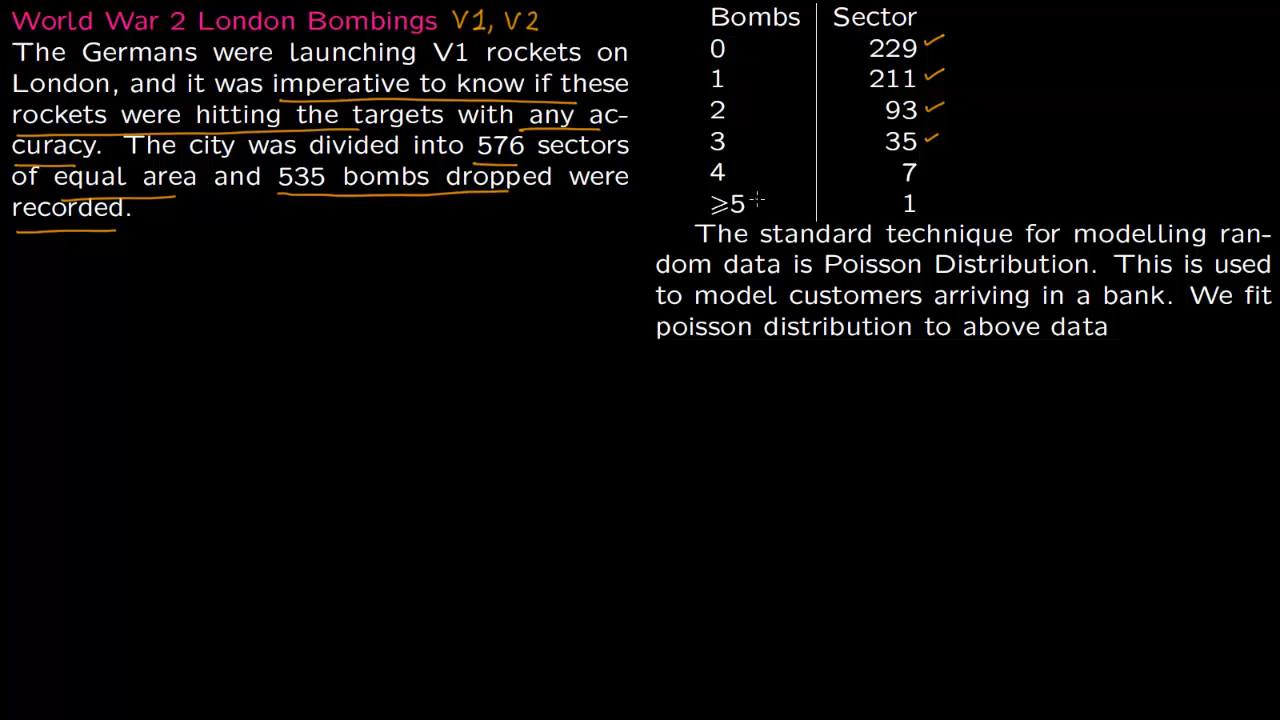 World War 2 London Bombings V1, V2
The Germans were launching V1 rockets on
London, and it was imperative to know if these
rockets were hitting the targets with any ac-
curacy. The city was divided into 576 sectors
of equal area and 535 bombs dropped were
recorded.
Bombs Sector
0 229 ✓
1 211 ✓
2 93 ✓
3 35 ✓
4 7
⩾5 1
The standard technique for modelling ran-
dom data is Poisson Distribution. This is used
to model customers arriving in a bank. We fit
poisson distribution to above data